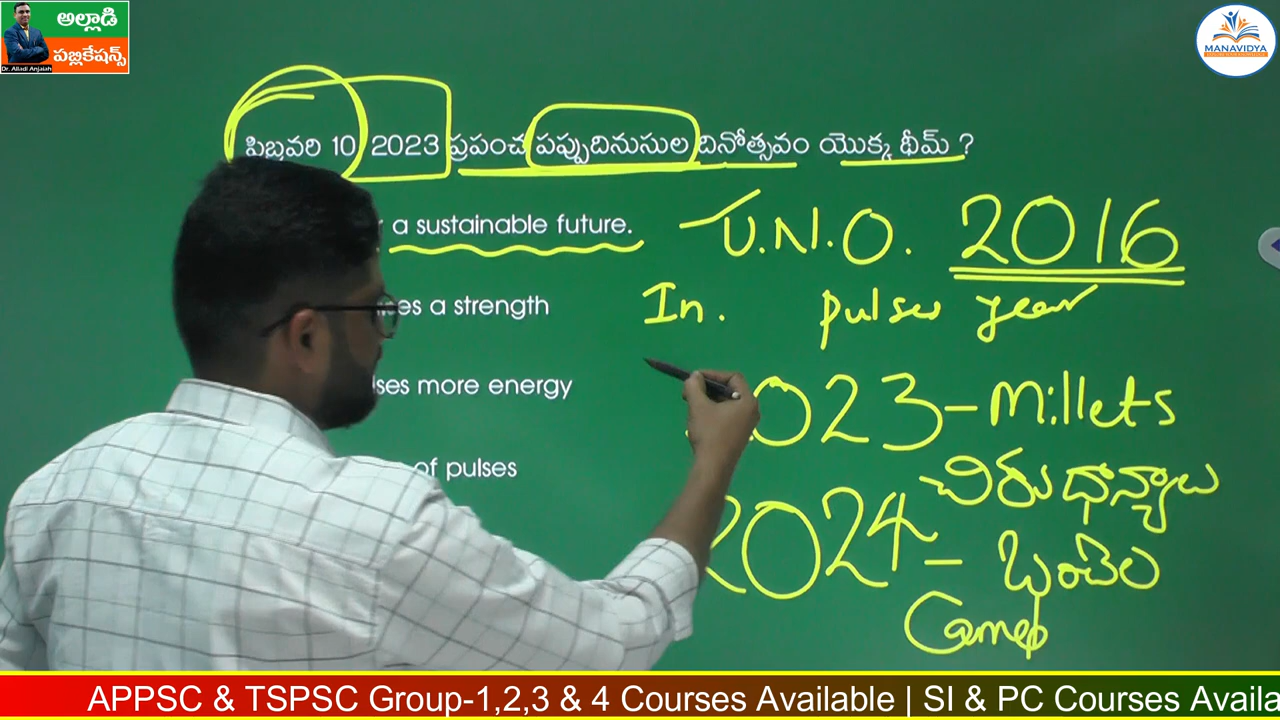 అల్లాడి
పబ్లికేషన్స్
Dr. Alladi Anjaiah
MANAVIDYA
ఫిబ్రవరి 10 2023 ప్రపంచ పప్పుదినుసుల దినోత్సవం యొక్క థీమ్ ?
a sustainable future.
U.N.O. 2016
es a strength
In. pulses year
ses more energy
2023 - Millets
of pulses
చిరుధాన్యాలు
2024 - ఒంటెల
Camel
APPSC & TSPSC Group-1,2,3 & 4 Courses Available | SI & PC Courses Availa